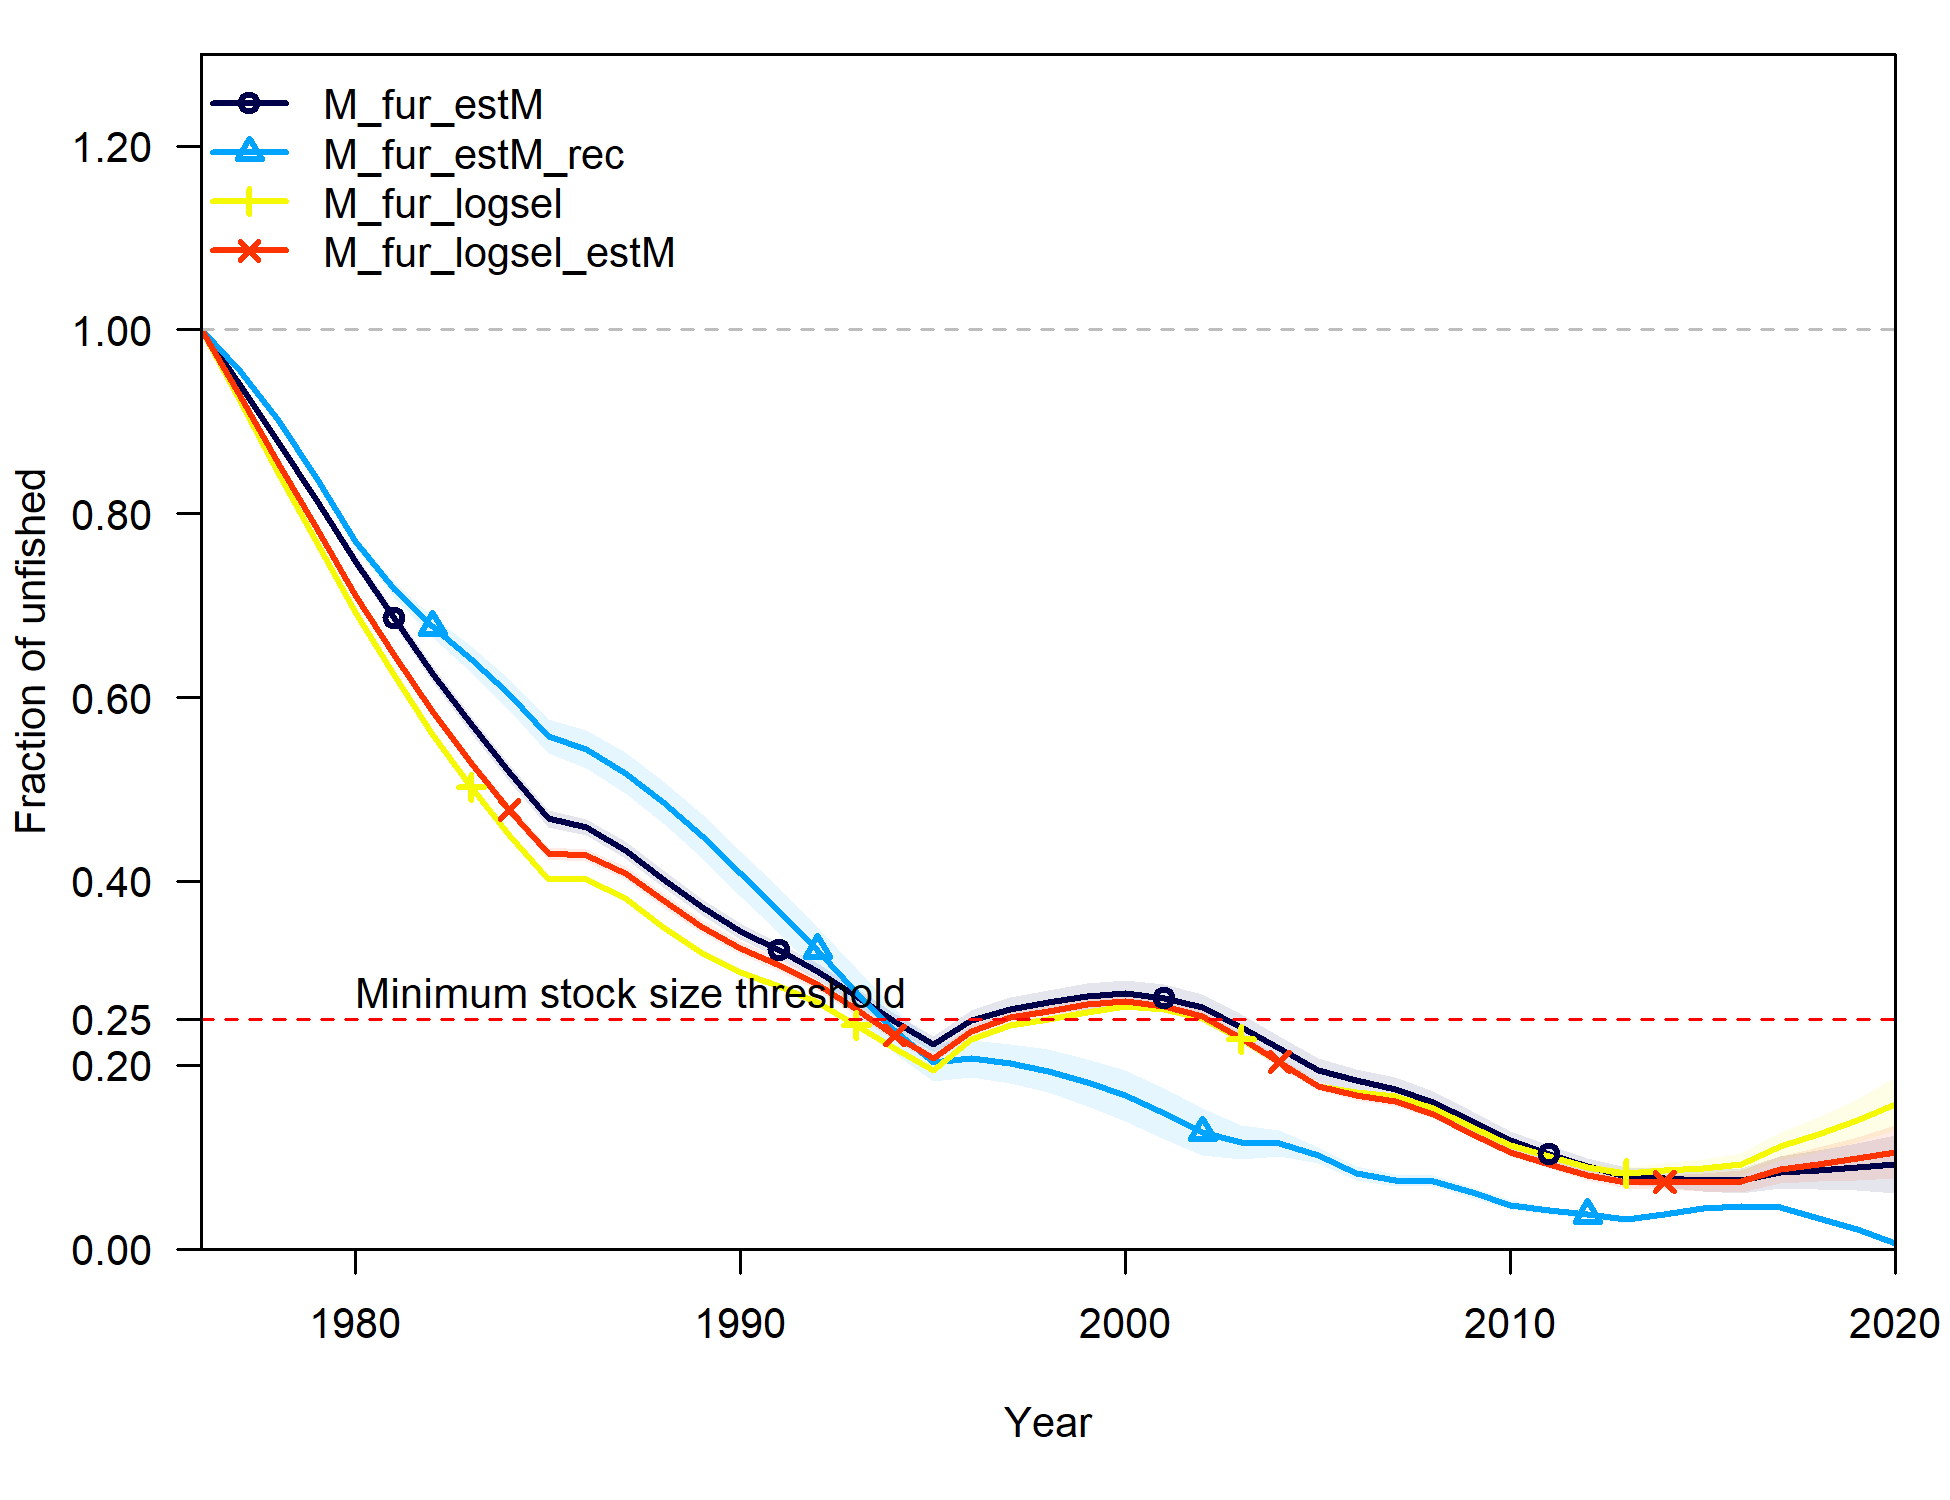 M_fur_estM
M_fur_estM_rec
M_fur_logsel
M_fur_logsel_estM
1.20
1.00
0.80
0.60
0.40
0.25
0.20
0.00
Fraction of unfished
Minimum stock size threshold
1980
1990
2000
2010
2020
Year